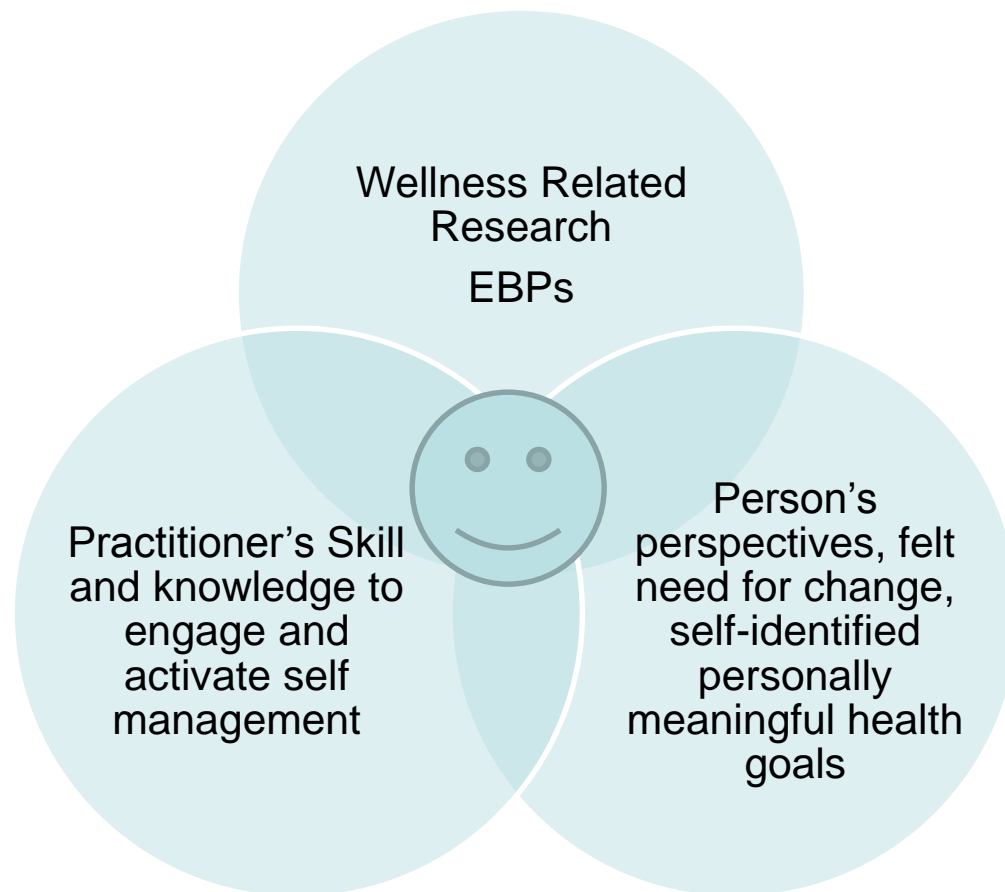 Wellness Related
Research
EBPs
Practitioner’s Skill
and knowledge to
engage and
activate self
management
Person’s
perspectives, felt
need for change,
self-identified
personally
meaningful health
goals